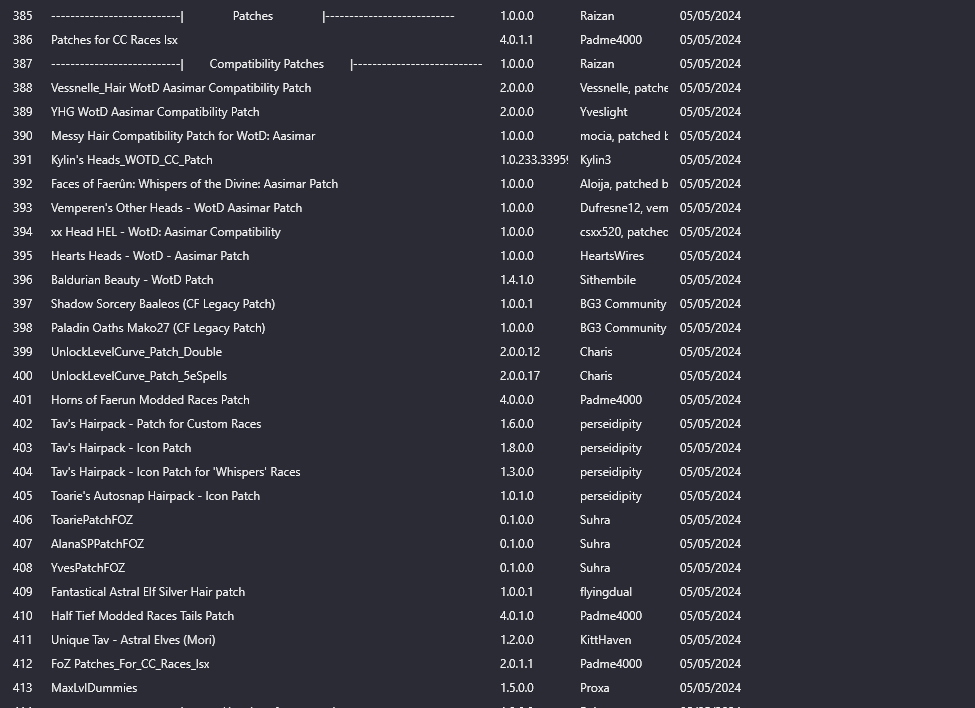 385 ---------------------------| Patches |--------------------------- 1.0.0.0 Raizan 05/05/2024
386 Patches for CC Races lsx 4.0.1.1 Padme4000 05/05/2024
387 ---------------------------| Compatibility Patches |--------------------------- 1.0.0.0 Raizan 05/05/2024
388 Vessnelle_Hair WotD Aasimar Compatibility Patch 2.0.0.0 Vessnelle, patche 05/05/2024
389 YHG WotD Aasimar Compatibility Patch 2.0.0.0 Yveslight 05/05/2024
390 Messy Hair Compatibility Patch for WotD: Aasimar 1.0.0.0 mocia, patched b 05/05/2024
391 Kylin's Heads_WOTD_CC_Patch 1.0.233.3395 Kylin3 05/05/2024
392 Faces of Faerûn: Whispers of the Divine: Aasimar Patch 1.0.0.0 Aloija, patched b 05/05/2024
393 Vemperen's Other Heads - WotD Aasimar Patch 1.0.0.0 Dufresne12, vem 05/05/2024
394 xx Head HEL - WotD: Aasimar Compatibility 1.0.0.0 csxx520, patched 05/05/2024
395 Hearts Heads - WotD - Aasimar Patch 1.0.0.0 HeartsWires 05/05/2024
396 Baldurian Beauty - WotD Patch 1.4.1.0 Sithembile 05/05/2024
397 Shadow Sorcery Baaleos (CF Legacy Patch) 1.0.0.1 BG3 Community 05/05/2024
398 Paladin Oaths Mako27 (CF Legacy Patch) 1.0.0.0 BG3 Community 05/05/2024
399 UnlockLevelCurve_Patch_Double 2.0.0.12 Charis 05/05/2024
400 UnlockLevelCurve_Patch_5eSpells 2.0.0.17 Charis 05/05/2024
401 Horns of Faerun Modded Races Patch 4.0.0.0 Padme4000 05/05/2024
402 Tav's Hairpack - Patch for Custom Races 1.6.0.0 perseidipity 05/05/2024
403 Tav's Hairpack - Icon Patch 1.8.0.0 perseidipity 05/05/2024
404 Tav's Hairpack - Icon Patch for 'Whispers' Races 1.3.0.0 perseidipity 05/05/2024
405 Toarie's Autosnap Hairpack - Icon Patch 1.0.1.0 perseidipity 05/05/2024
406 ToariePatchFOZ 0.1.0.0 Suhra 05/05/2024
407 AlanaSPPatchFOZ 0.1.0.0 Suhra 05/05/2024
408 YvesPatchFOZ 0.1.0.0 Suhra 05/05/2024
409 Fantastical Astral Elf Silver Hair patch 1.0.0.1 flyingdual 05/05/2024
410 Half Tief Modded Races Tails Patch 4.0.1.0 Padme4000 05/05/2024
411 Unique Tav - Astral Elves (Mori) 1.2.0.0 KittHaven 05/05/2024
412 FoZ Patches_For_CC_Races_lsx 2.0.1.1 Padme4000 05/05/2024
413 MaxLvlDummies 1.5.0.0 Proxa 05/05/2024